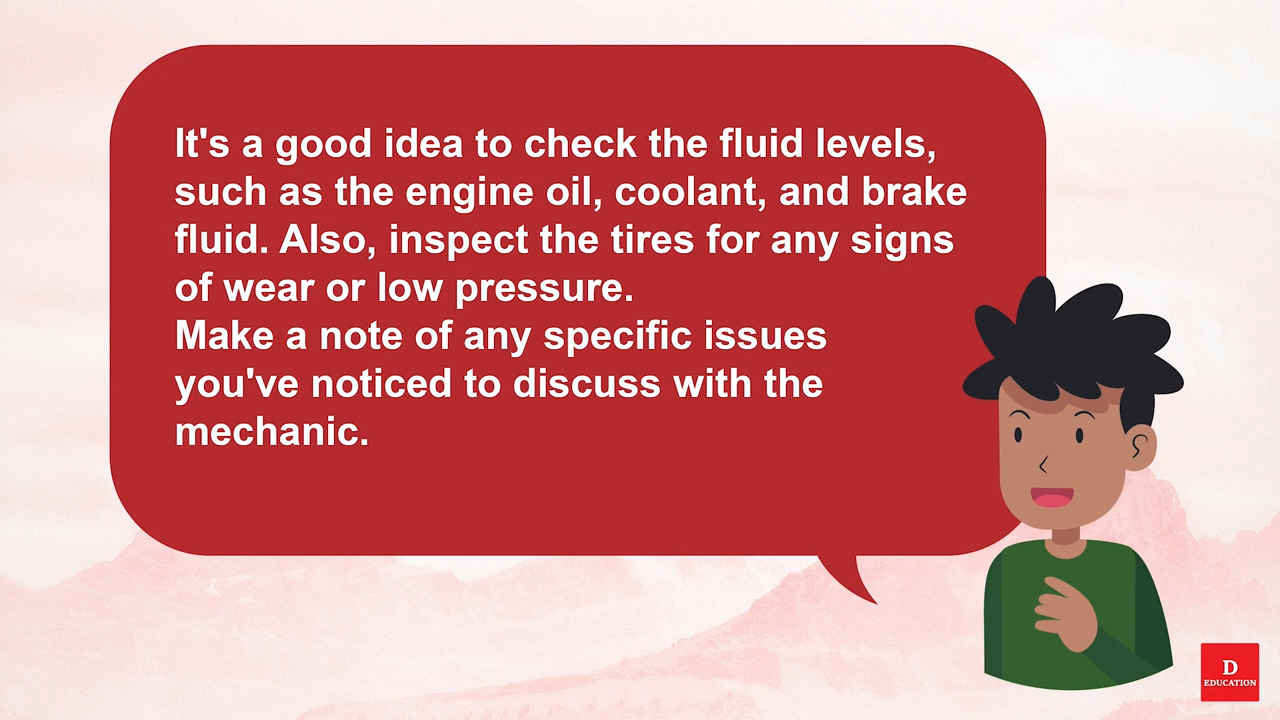 It's a good idea to check the fluid levels,
such as the engine oil, coolant, and brake
fluid. Also, inspect the tires for any signs
of wear or low pressure.
Make a note of any specific issues
you've noticed to discuss with the
mechanic.
D
EDUCATION